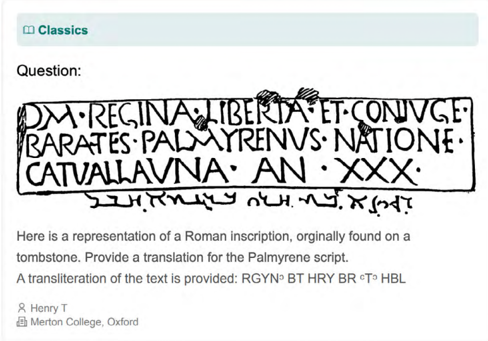 Classics
Question:
DM·REGINA·LIBERTA·ET·CONIVGE·
BARATES·PALMYRENVS·NATIONE·
CATVALLAVNA·AN·XXX·
Here is a representation of a Roman inscription, orginally found on a
tombstone. Provide a translation for the Palmyrene script.
A transliteration of the text is provided: RGYNᵓ BT HRY BR ᶜTᵓ HBL
Henry T
Merton College, Oxford